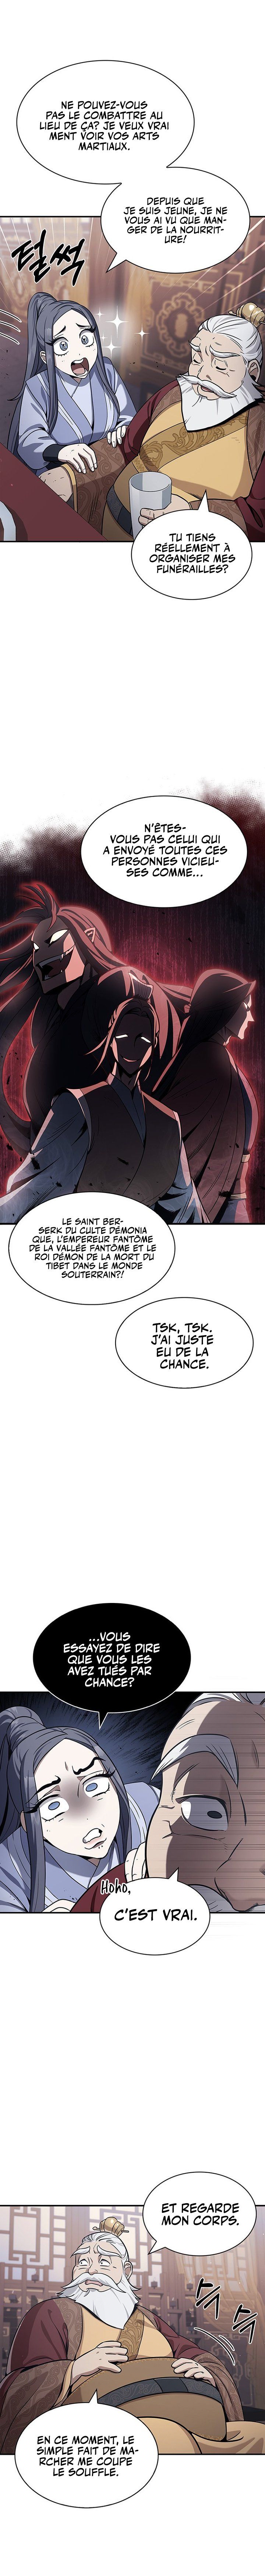 NE POUVEZ-VOUS
PAS LE COMBATTRE AU
LIEU DE ÇA? JE VEUX VRAI
MENT VOIR VOS ARTS
MARTIAUX.
DEPUIS QUE
JE SUIS JEUNE, JE NE
VOUS AI VU QUE MAN-
GER DE LA NOURRIT-
URE!
털썩
TU TIENS
RÉELLEMENT À
ORGANISER MES
FUNÉRAILLES?
N'ÊTES-
VOUS PAS CELUI QUI
A ENVOYÉ TOUTES CES
PERSONNES VICIEU-
SES COMME...
LE SAINT BER-
SERK DU CULTE DÉMONIA
QUE, L'EMPEREUR FANTÔME
DE LA VALLÉE FANTÔME ET LE
ROI DÉMON DE LA MORT DU
TIBET DANS LE MONDE
SOUTERRAIN?!
TSK, TSK.
J'AI JUSTE
EU DE LA
CHANCE.
...VOUS
ESSAYEZ DE DIRE
QUE VOUS LES
AVEZ TUÉS PAR
CHANCE?
Hoho,
C'EST VRAI.
ET REGARDE
MON CORPS.
EN CE MOMENT, LE
SIMPLE FAIT DE MA-
RCHER ME COUPE
LE SOUFFLE.